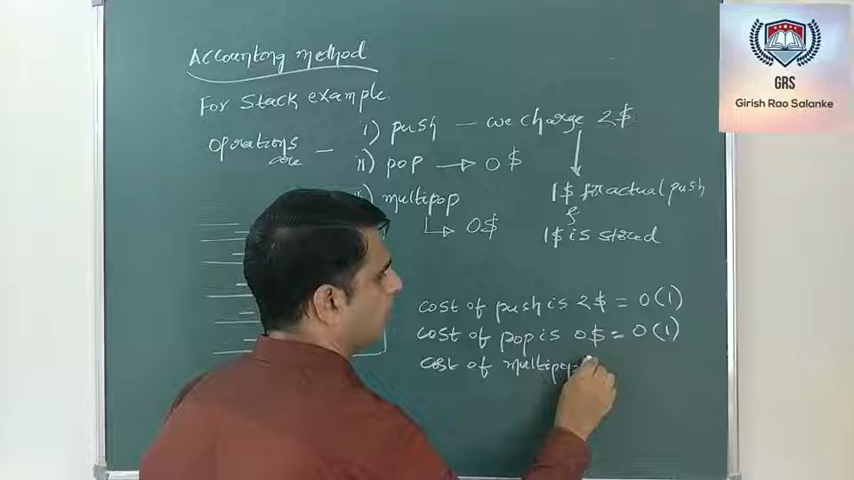 Accounting method
For Stack example
Operations are — i) push — we charge 2$
ii) pop → 0$
ii) multipop
↳ 0$
1$ for actual push
&
1$ is stored
cost of push is 2$ = O(1)
cost of pop is 0$ = O(1)
cost of multipop
GRS
Girish Rao Salanke